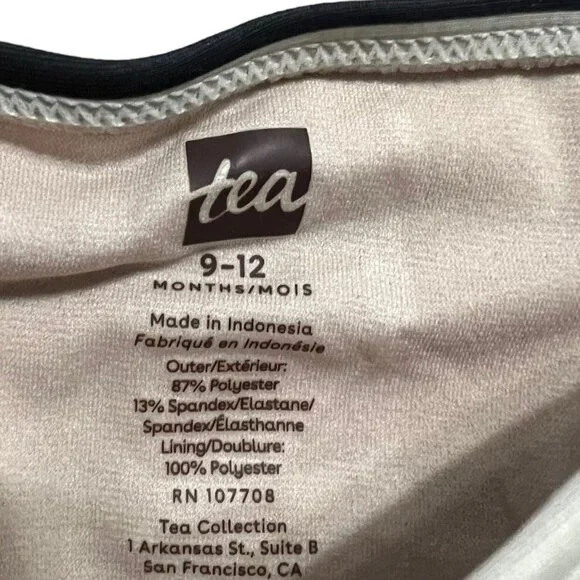 tea
9-12
MONTHS/MOIS
Made in Indonesia
Fabriqué en Indonésie
Outer/Extérieur:
87% Polyester
13% Spandex/Elastane/
Spandex/Élasthanne
Lining/Doublure:
100% Polyester
RN 107708
Tea Collection
1 Arkansas St., Suite B
San Francisco, CA